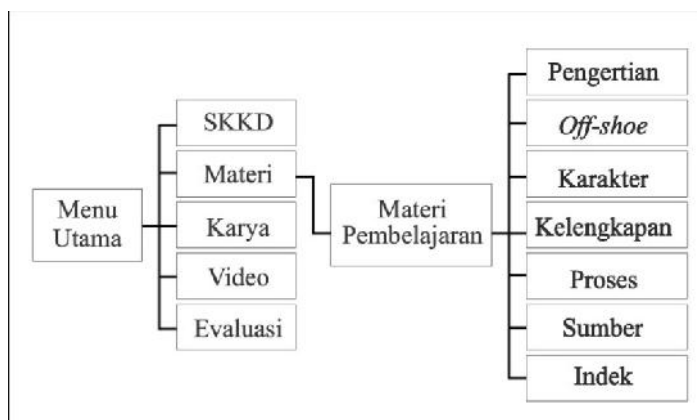 Menu
Utama
SKKD
Materi
Karya
Video
Evaluasi
Materi
Pembelajaran
Pengertian
Off-shoe
Karakter
Kelengkapan
Proses
Sumber
Indek